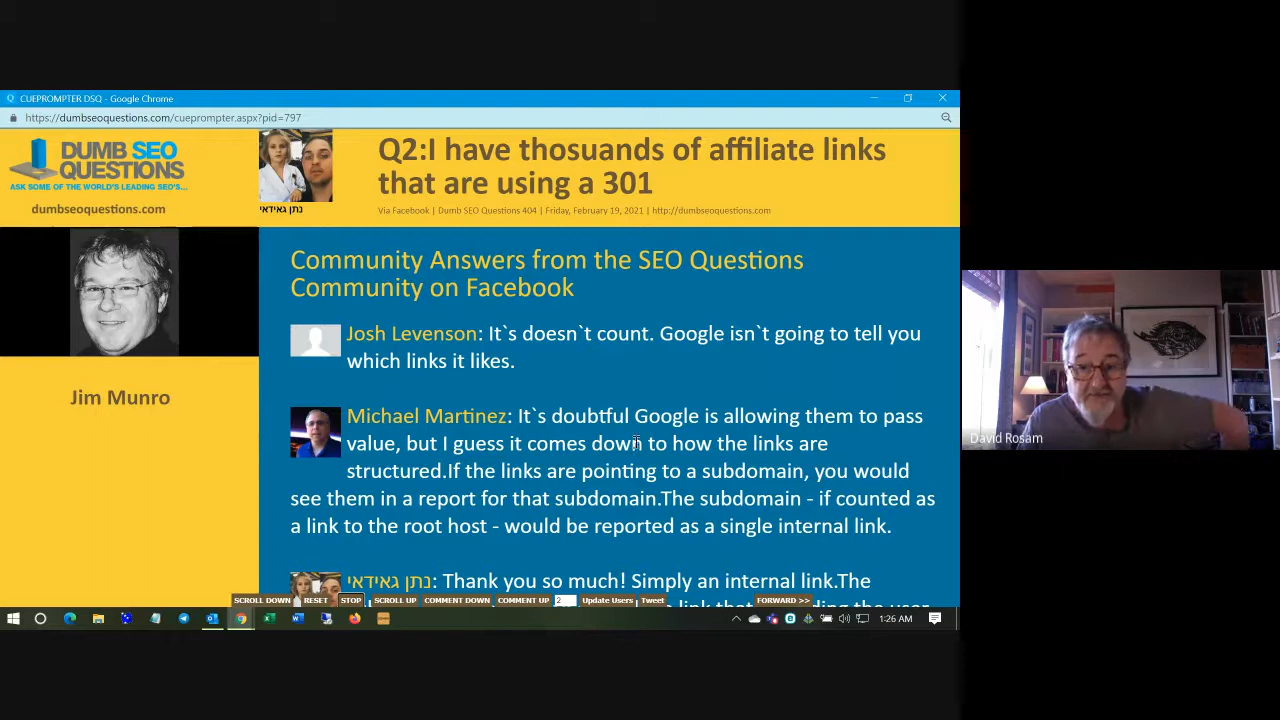 CUEPROMPTER DSQ - Google Chrome
https://dumbseoquestions.com/cueprompter.aspx?pid=797
DUMB SEO
QUESTIONS
ASK SOME OF THE WORLD'S LEADING SEO'S...
dumbseoquestions.com
נתן גאידאי
Q2:I have thosuands of affiliate links
that are using a 301
Via Facebook | Dumb SEO Questions 404 | Friday, February 19, 2021 | http://dumbseoquestions.com
Jim Munro
Community Answers from the SEO Questions
Community on Facebook
Josh Levenson: It`s doesn`t count. Google isn`t going to tell you
which links it likes.
Michael Martinez: It`s doubtful Google is allowing them to pass
value, but I guess it comes down to how the links are
structured.If the links are pointing to a subdomain, you would
see them in a report for that subdomain.The subdomain - if counted as
a link to the root host - would be reported as a single internal link.
נתן גאידאי: Thank you so much! Simply an internal link.The
SCROLL DOWN RESET STOP SCROLL UP COMMENT DOWN COMMENT UP 2 Update Users Tweet FORWARD >>
1:26 AM
David Rosam